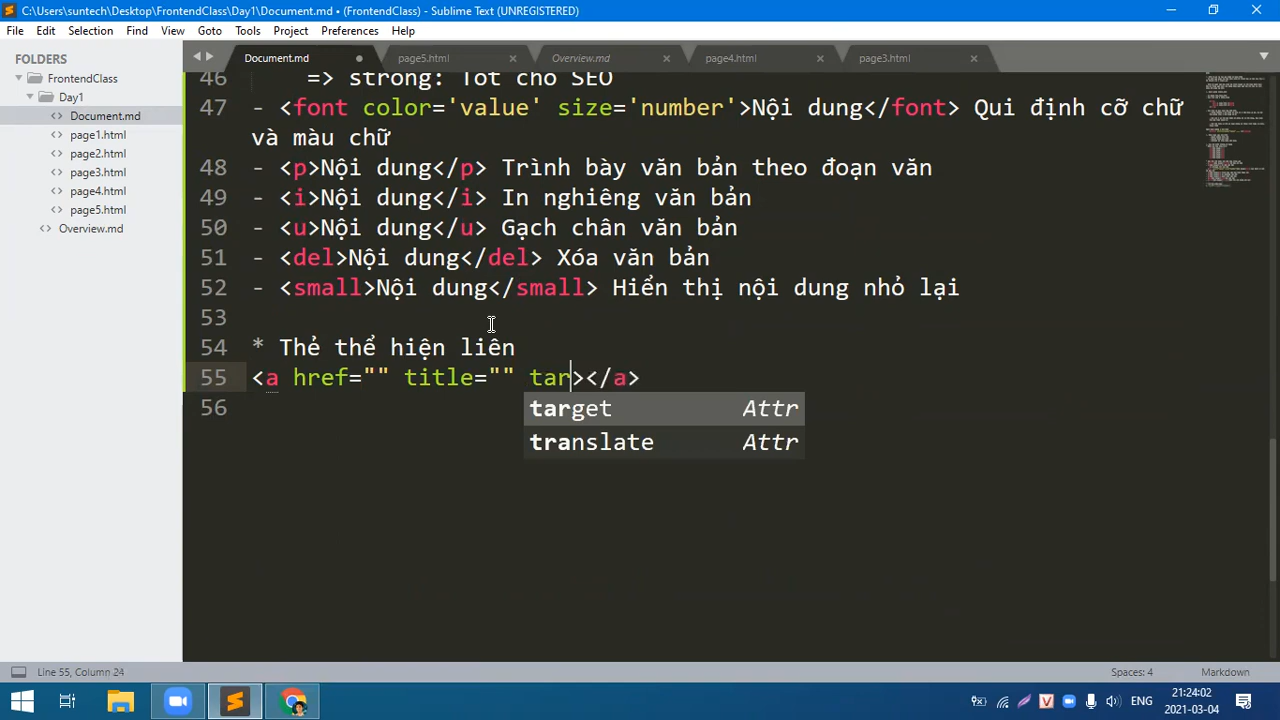 C:\Users\suntech\Desktop\FrontendClass\Day1\Document.md • (FrontendClass) - Sublime Text (UNREGISTERED)
File Edit Selection Find View Goto Tools Project Preferences Help
FOLDERS
FrontendClass
Day1
Document.md
page1.html
page2.html
page3.html
page4.html
page5.html
Overview.md
Document.md page5.html Overview.md page4.html page3.html
46 => strong: Tốt cho SEO
47 - <font color='value' size='number'>Nội dung</font> Qui định cỡ chữ
và màu chữ
48 - <p>Nội dung</p> Trình bày văn bản theo đoạn văn
49 - <i>Nội dung</i> In nghiêng văn bản
50 - <u>Nội dung</u> Gạch chân văn bản
51 - <del>Nội dung</del> Xóa văn bản
52 - <small>Nội dung</small> Hiển thị nội dung nhỏ lại
53
54 * Thẻ thể hiện liên
55 <a href="" title="" tar></a>
56
target Attr
translate Attr
Line 55, Column 24 Spaces: 4 Markdown
ENG 21:24:02
2021-03-04